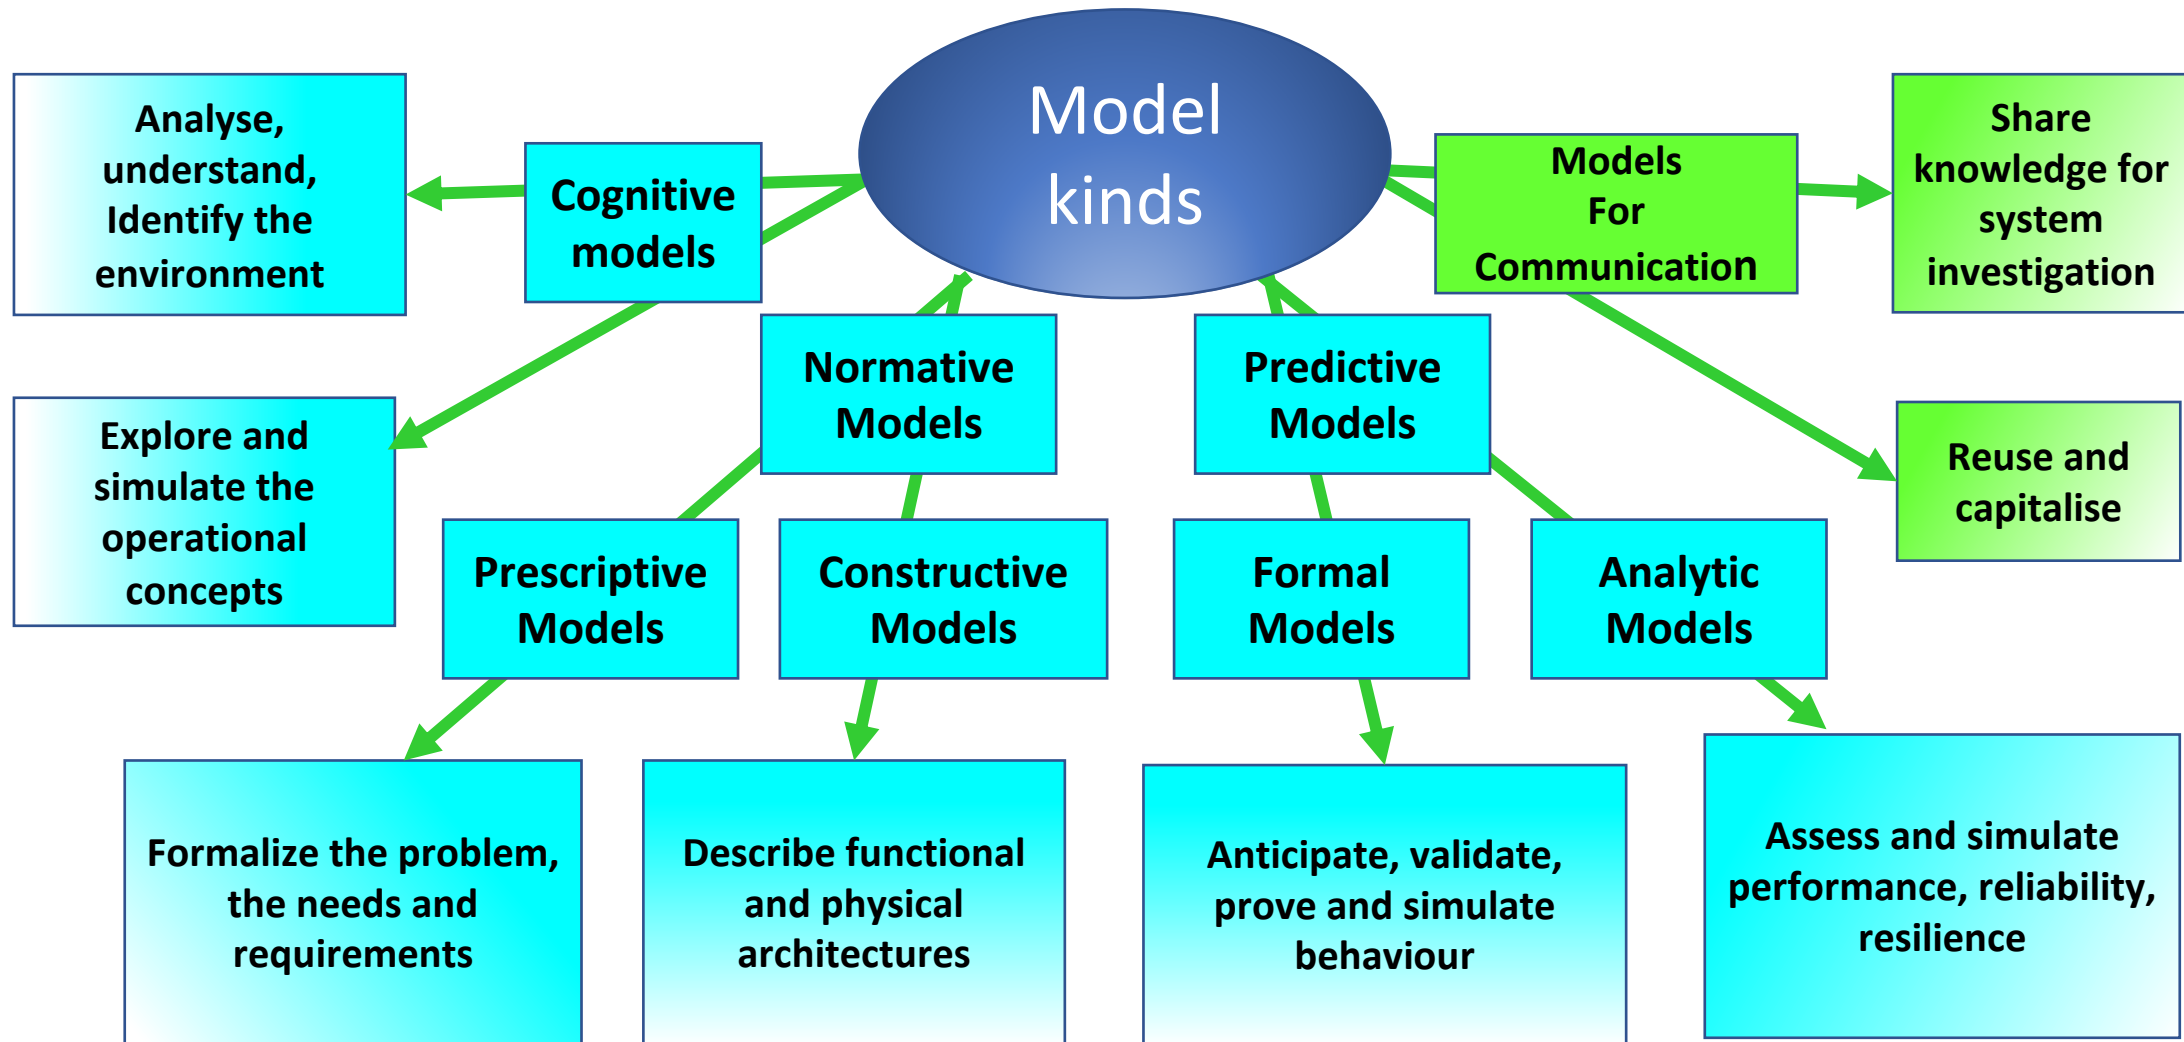 Model
kinds
Analyse,
understand,
Identify the
environment
Cognitive
models
Models
For
Communication
Share
knowledge for
system
investigation
Explore and
simulate the
operational
concepts
Normative
Models
Predictive
Models
Reuse and
capitalise
Prescriptive
Models
Constructive
Models
Formal
Models
Analytic
Models
Formalize the problem,
the needs and
requirements
Describe functional
and physical
architectures
Anticipate, validate,
prove and simulate
behaviour
Assess and simulate
performance, reliability,
resilience